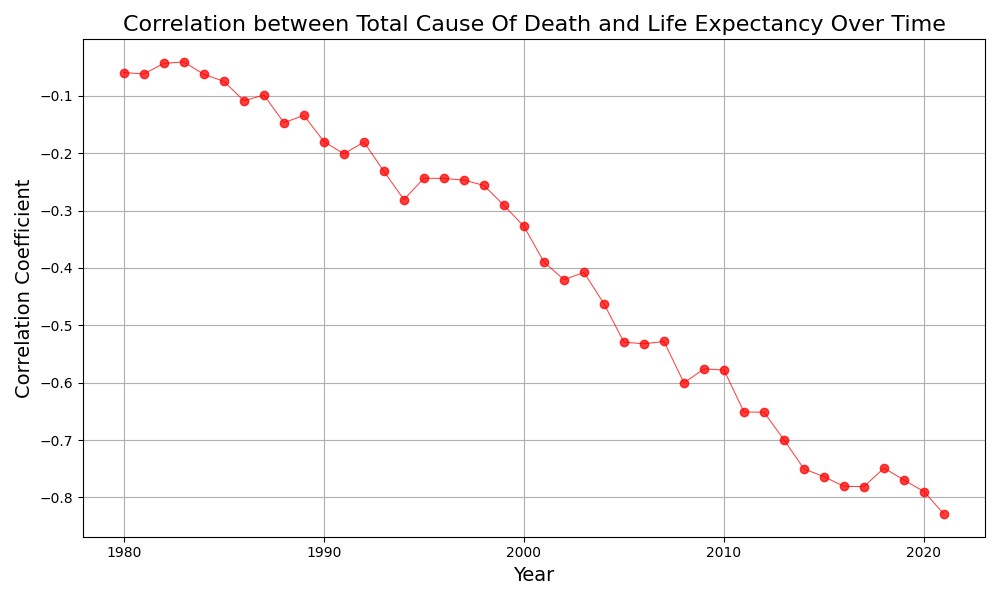 Correlation between Total Cause Of Death and Life Expectancy Over Time
Correlation Coefficient
−0.1
−0.2
−0.3
−0.4
−0.5
−0.6
−0.7
−0.8
1980 1990 2000 2010 2020
Year